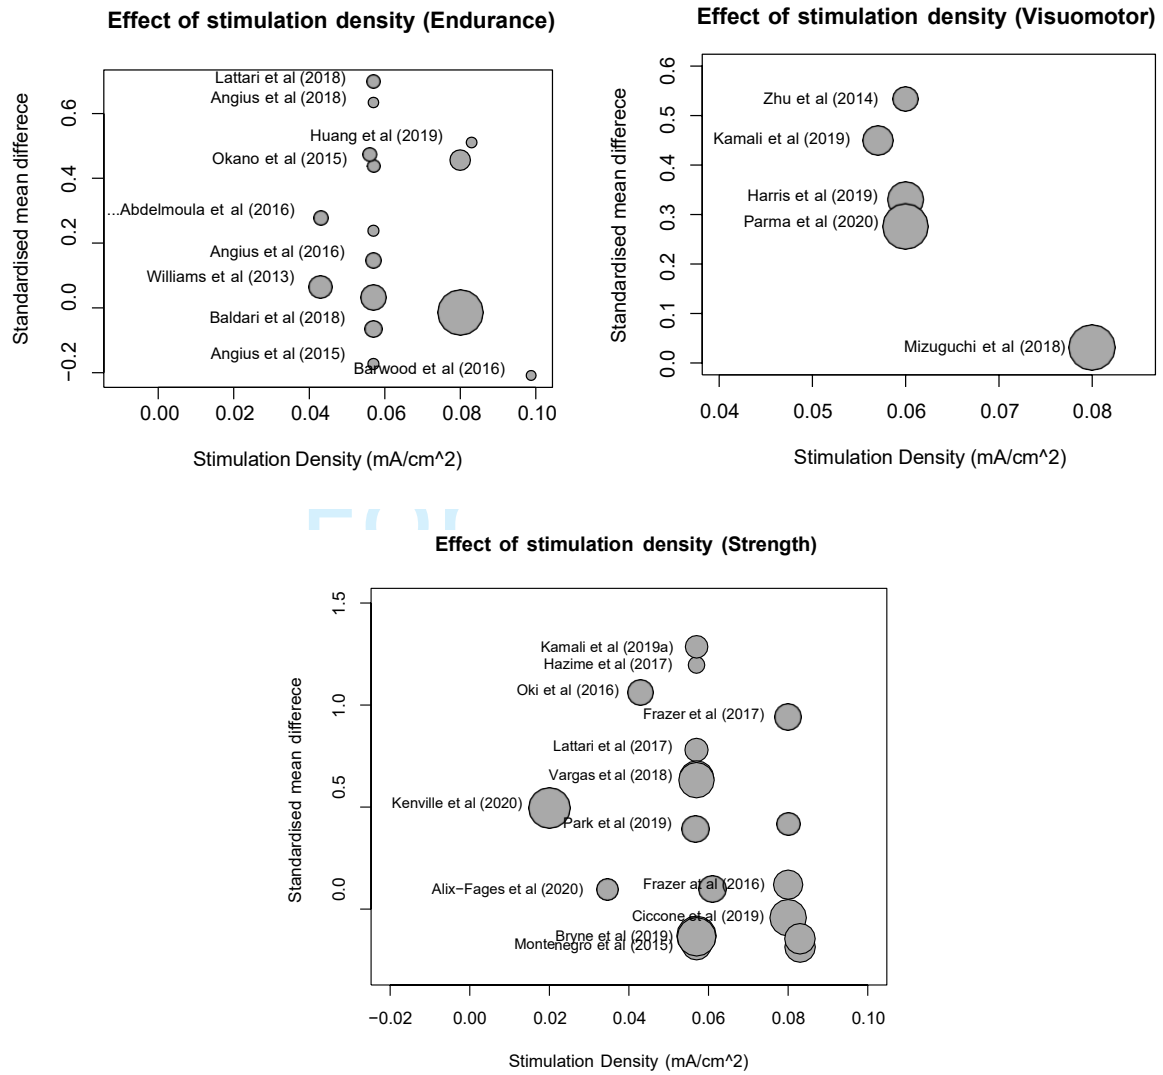 Effect of stimulation density (Endurance)
Standardised mean differece
0.6
0.4
0.2
0.0
−0.2
Lattari et al (2018)
Angius et al (2018)
Huang et al (2019)
Okano et al (2015)
...Abdelmoula et al (2016)
Angius et al (2016)
Williams et al (2013)
Baldari et al (2018)
Angius et al (2015)
Barwood et al (2016)
0.00 0.02 0.04 0.06 0.08 0.10
Stimulation Density (mA/cm^2)
Effect of stimulation density (Visuomotor)
Standardised mean differece
0.6
0.5
0.4
0.3
0.2
0.1
0.0
Zhu et al (2014)
Kamali et al (2019)
Harris et al (2019)
Parma et al (2020)
Mizuguchi et al (2018)
0.04 0.05 0.06 0.07 0.08
Stimulation Density (mA/cm^2)
Effect of stimulation density (Strength)
Standardised mean differece
1.5
1.0
0.5
0.0
Kamali et al (2019a)
Hazime et al (2017)
Oki et al (2016)
Frazer et al (2017)
Lattari et al (2017)
Vargas et al (2018)
Kenville et al (2020)
Park et al (2019)
Alix−Fages et al (2020)
Frazer at al (2016)
Ciccone et al (2019)
Bryne et al (2019)
Montenegro et al (2015)
−0.02 0.00 0.02 0.04 0.06 0.08 0.10
Stimulation Density (mA/cm^2)